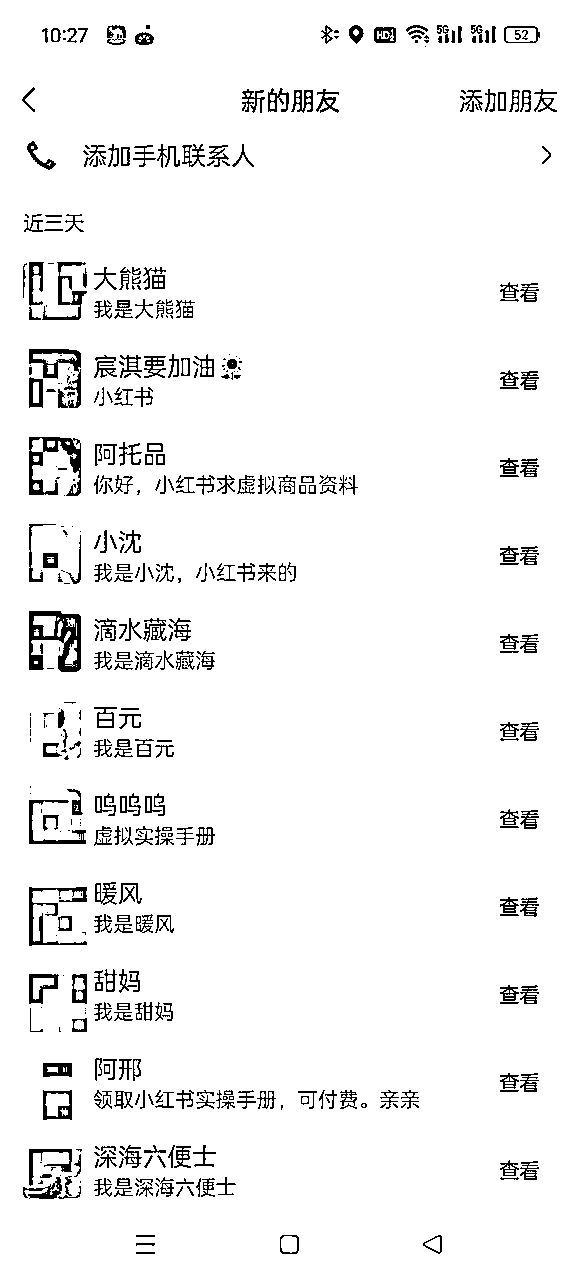 10:27
HD 5G 5G 52
新的朋友 添加朋友
添加手机联系人
近三天
大熊猫
我是大熊猫 查看
宸淇要加油
小红书 查看
阿托品
你好，小红书求虚拟商品资料 查看
小沈
我是小沈，小红书来的 查看
滴水藏海
我是滴水藏海 查看
百元
我是百元 查看
呜呜呜
虚拟实操手册 查看
暖风
我是暖风 查看
甜妈
我是甜妈 查看
阿邢
领取小红书实操手册，可付费。亲亲 查看
深海六便士
我是深海六便士 查看